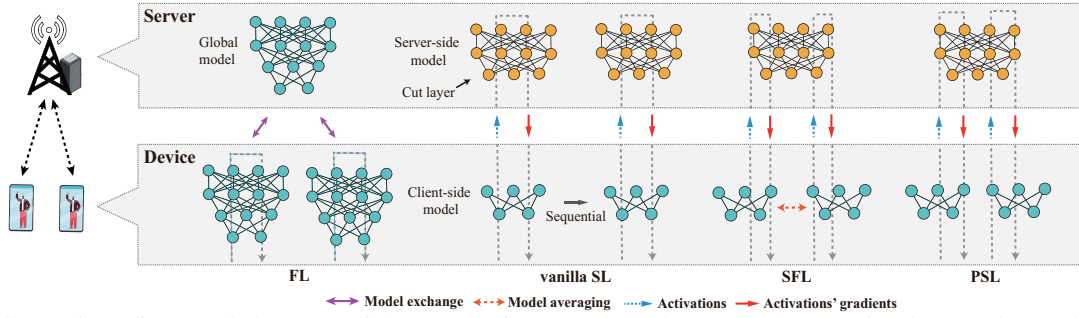 Server
Global
model
Server-side
model
Cut layer
Device
Client-side
model
Sequential
FL
vanilla SL
SFL
PSL
Model exchange
Model averaging
Activations
Activations' gradients